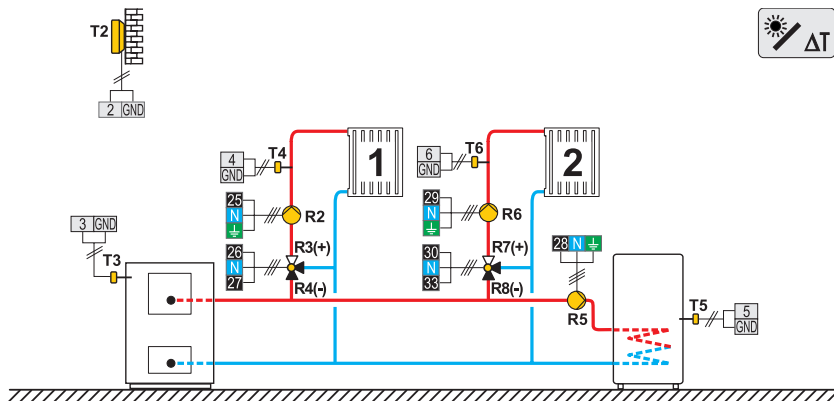 T2
2 GND
ΔT
4
GND
T4
1
6
GND
T6
2
25
N
R2
29
N
R6
3 GND
T3
26
N
27
R3(+)
R4(-)
30
N
33
R7(+)
R8(-)
28 N
R5
T5
5
GND